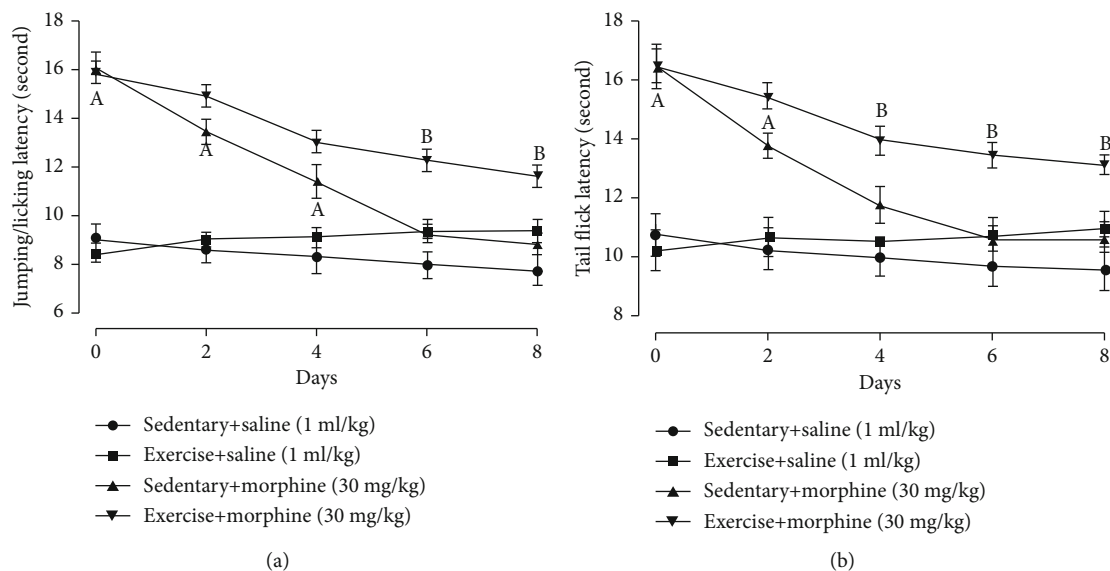 18
16
14
12
10
8
6
Jumping/licking latency (second)
A
A
A
B
B
0 2 4 6 8
Days
Sedentary+saline (1 ml/kg)
Exercise+saline (1 ml/kg)
Sedentary+morphine (30 mg/kg)
Exercise+morphine (30 mg/kg)
(a)
18
16
14
12
10
8
Tail flick latency (second)
A
A
B
B
B
0 2 4 6 8
Days
Sedentary+saline (1 ml/kg)
Exercise+saline (1 ml/kg)
Sedentary+morphine (30 mg/kg)
Exercise+morphine (30 mg/kg)
(b)